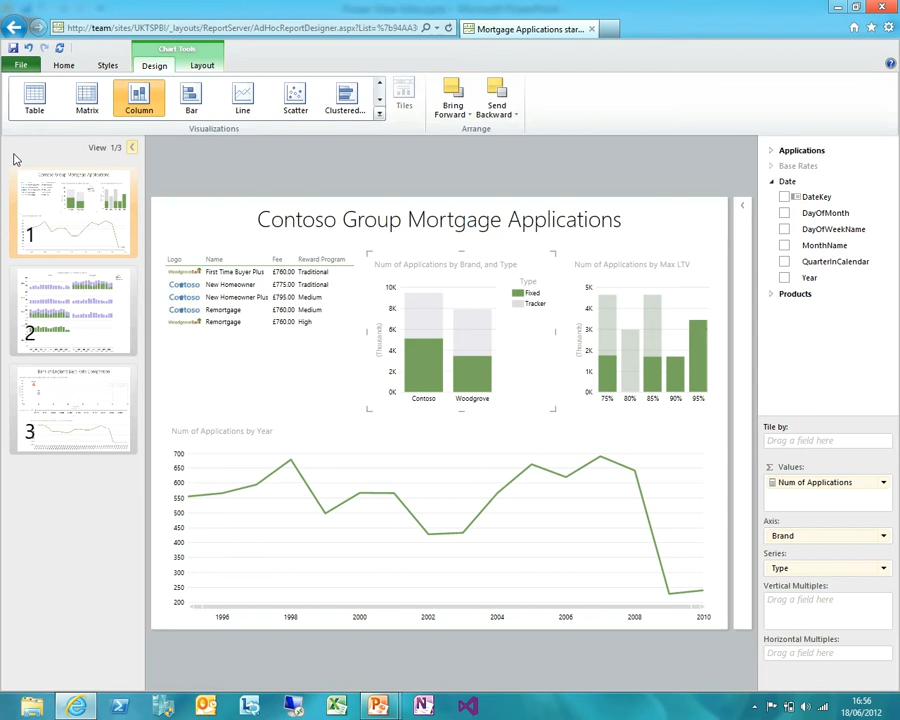 http://team/sites/UKTSPBI/_layouts/ReportServer/AdHocReportDesigner.aspx?List=%7b94AA3
Mortgage Applications star...
Chart Tools
File Home Styles Design Layout
Table Matrix Column Bar Line Scatter Clustered... Tiles Bring Forward Send Backward
Visualizations Arrange
View 1/3
1
2
3
Contoso Group Mortgage Applications
Logo Name Fee Reward Program
Woodgrove First Time Buyer Plus £760.00 Traditional
Contoso New Homeowner £775.00 Traditional
Contoso New Homeowner Plus £795.00 Medium
Contoso Remortgage £760.00 Medium
Woodgrove Remortgage £760.00 High
Num of Applications by Brand, and Type
Type
Fixed
Tracker
(Thousands)
10K
8K
6K
4K
2K
0K
Contoso Woodgrove
Num of Applications by Max LTV
(Thousands)
5K
4K
3K
2K
1K
0K
75% 80% 85% 90% 95%
Num of Applications by Year
700
650
600
550
500
450
400
350
300
250
200
1996 1998 2000 2002 2004 2006 2008 2010
Applications
Base Rates
Date
DateKey
DayOfMonth
DayOfWeekName
MonthName
QuarterInCalendar
Year
Products
Tile by:
Drag a field here
Σ Values:
Num of Applications
Axis:
Brand
Series:
Type
Vertical Multiples:
Drag a field here
Horizontal Multiples:
Drag a field here
16:56
18/06/2012